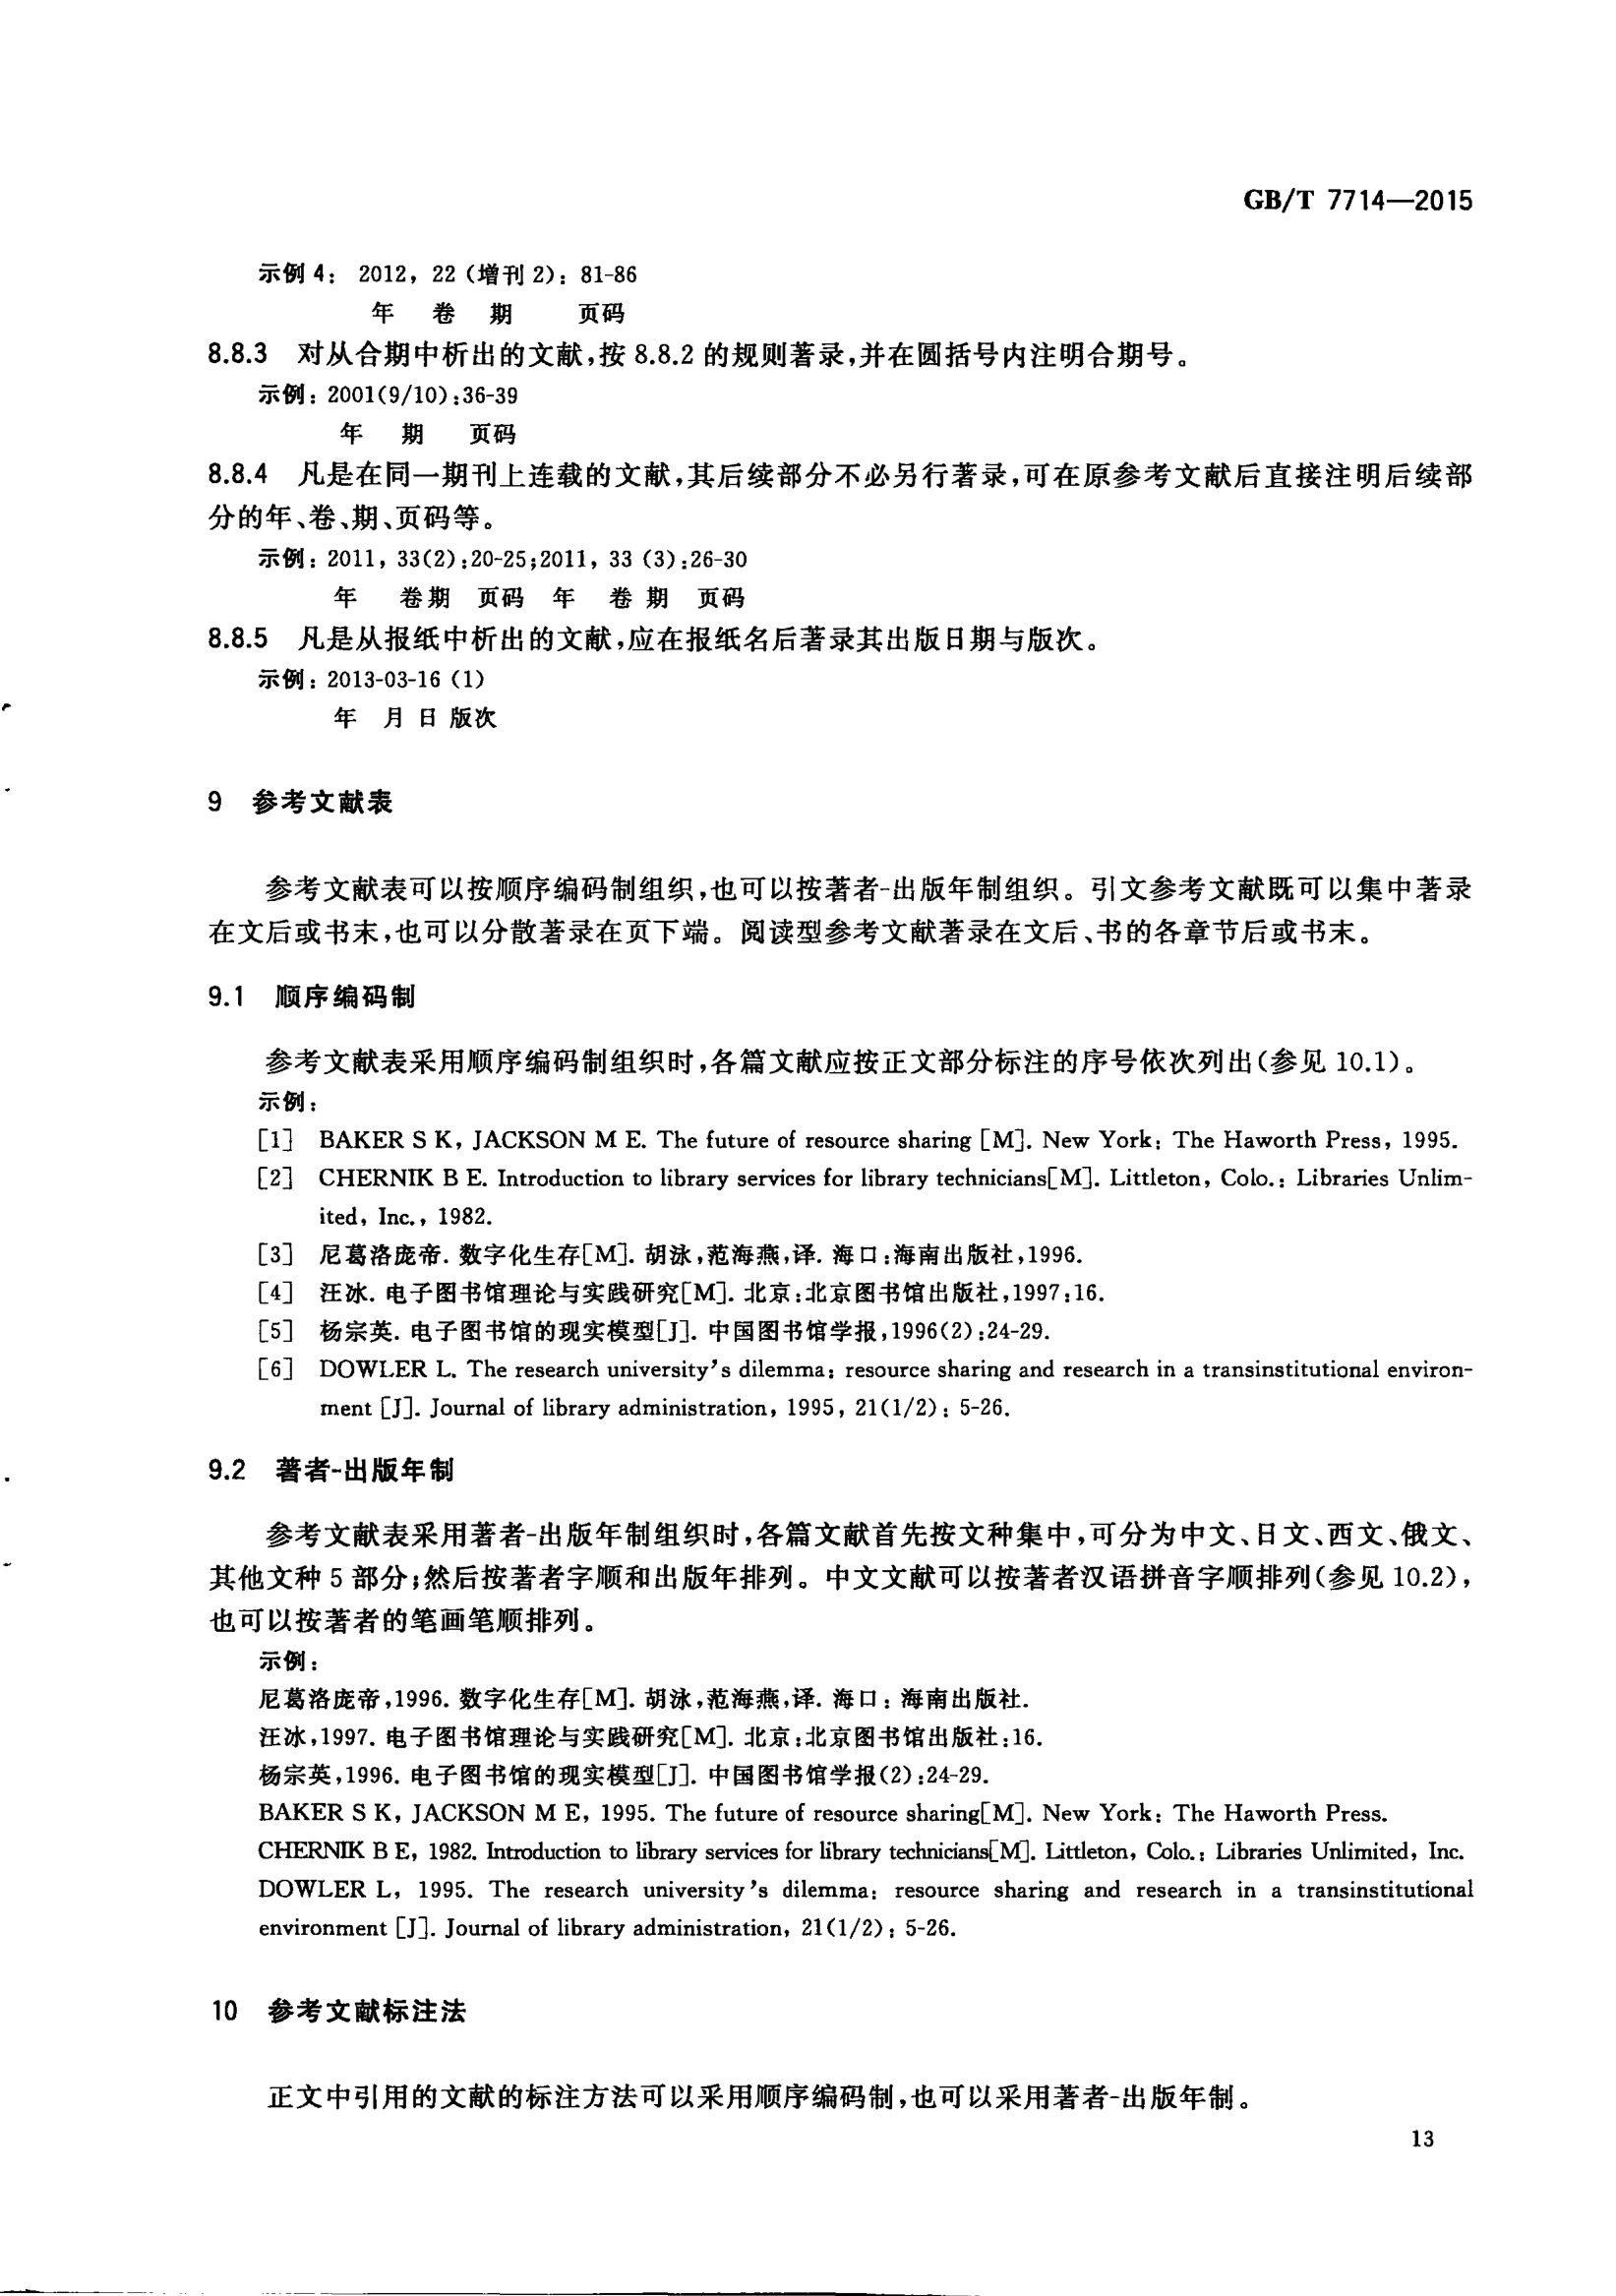 GB/T 7714—2015
示例 4： 2012，22（增刊 2）：81-86
年 卷 期 页码
8.8.3 对从合期中析出的文献，按 8.8.2 的规则著录，并在圆括号内注明合期号。
示例：2001(9/10)：36-39
年 期 页码
8.8.4 凡是在同一期刊上连载的文献，其后续部分不必另行著录，可在原参考文献后直接注明后续部
分的年、卷、期、页码等。
示例：2011，33(2)：20-25；2011，33 (3)：26-30
年 卷期 页码 年 卷 期 页码
8.8.5 凡是从报纸中析出的文献，应在报纸名后著录其出版日期与版次。
示例：2013-03-16（1）
年 月 日 版次
9 参考文献表
参考文献表可以按顺序编码制组织，也可以按著者-出版年制组织。引文参考文献既可以集中著录
在文后或书末，也可以分散著录在页下端。阅读型参考文献著录在文后、书的各章节后或书末。
9.1 顺序编码制
参考文献表采用顺序编码制组织时，各篇文献应按正文部分标注的序号依次列出（参见 10.1）。
示例：
[1] BAKER S K, JACKSON M E. The future of resource sharing [M]. New York: The Haworth Press, 1995.
[2] CHERNIK B E. Introduction to library services for library technicians[M]. Littleton, Colo.: Libraries Unlim-
ited, Inc., 1982.
[3] 尼葛洛庞帝. 数字化生存[M]. 胡泳，范海燕，译. 海口：海南出版社，1996.
[4] 汪冰. 电子图书馆理论与实践研究[M]. 北京：北京图书馆出版社，1997：16.
[5] 杨宗英. 电子图书馆的现实模型[J]. 中国图书馆学报，1996(2)：24-29.
[6] DOWLER L. The research university's dilemma: resource sharing and research in a transinstitutional environ-
ment [J]. Journal of library administration, 1995, 21(1/2): 5-26.
9.2 著者-出版年制
参考文献表采用著者-出版年制组织时，各篇文献首先按文种集中，可分为中文、日文、西文、俄文、
其他文种 5 部分；然后按著者字顺和出版年排列。中文文献可以按著者汉语拼音字顺排列（参见 10.2），
也可以按著者的笔画笔顺排列。
示例：
尼葛洛庞帝，1996. 数字化生存[M]. 胡泳，范海燕，译. 海口：海南出版社.
汪冰，1997. 电子图书馆理论与实践研究[M]. 北京：北京图书馆出版社：16.
杨宗英，1996. 电子图书馆的现实模型[J]. 中国图书馆学报(2)：24-29.
BAKER S K, JACKSON M E, 1995. The future of resource sharing[M]. New York: The Haworth Press.
CHERNIK B E, 1982. Introduction to library services for library technicians[M]. Littleton, Colo.: Libraries Unlimited, Inc.
DOWLER L, 1995. The research university's dilemma: resource sharing and research in a transinstitutional
environment [J]. Journal of library administration, 21(1/2): 5-26.
10 参考文献标注法
正文中引用的文献的标注方法可以采用顺序编码制，也可以采用著者-出版年制。
13